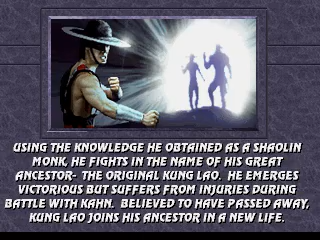 USING THE KNOWLEDGE HE OBTAINED AS A SHAOLIN
MONK, HE FIGHTS IN THE NAME OF HIS GREAT
ANCESTOR- THE ORIGINAL KUNG LAO. HE EMERGES
VICTORIOUS BUT SUFFERS FROM INJURIES DURING
BATTLE WITH KAHN. BELIEVED TO HAVE PASSED AWAY,
KUNG LAO JOINS HIS ANCESTOR IN A NEW LIFE.